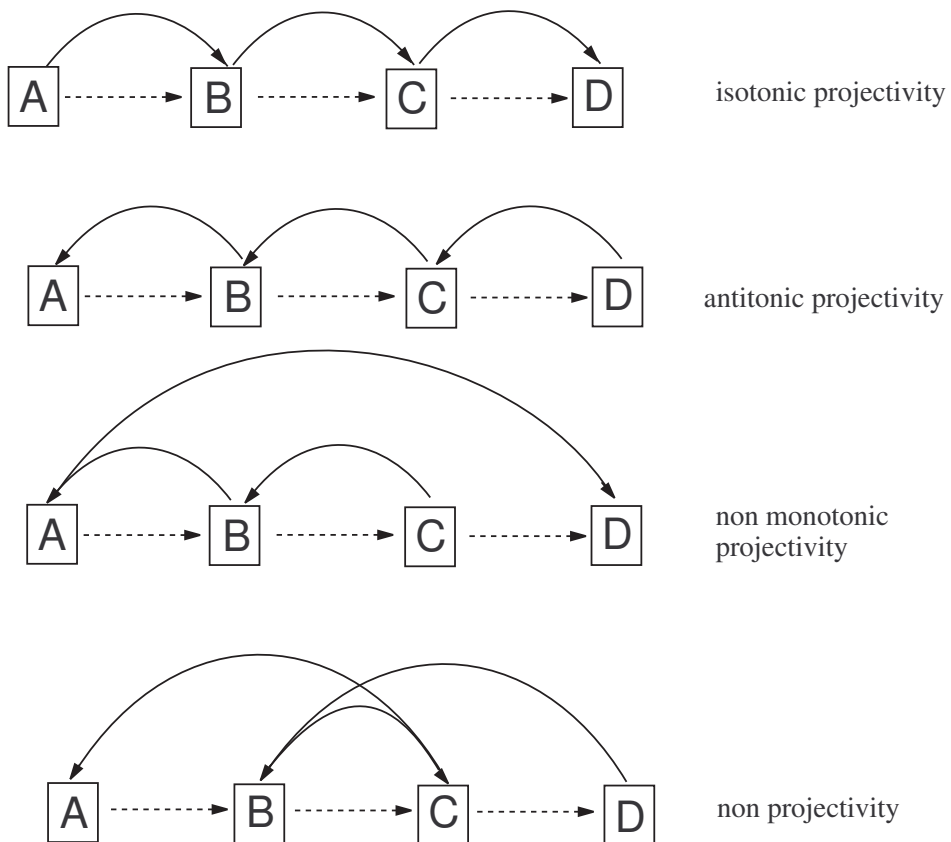 A B C D isotonic projectivity
A B C D antitonic projectivity
A B C D non monotonic
projectivity
A B C D non projectivity